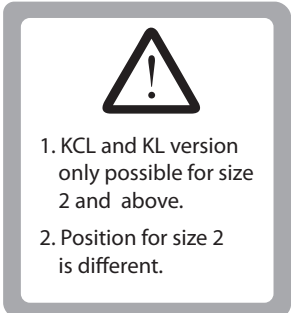 1. KCL and KL version
only possible for size
2 and above.
2. Position for size 2
is different.